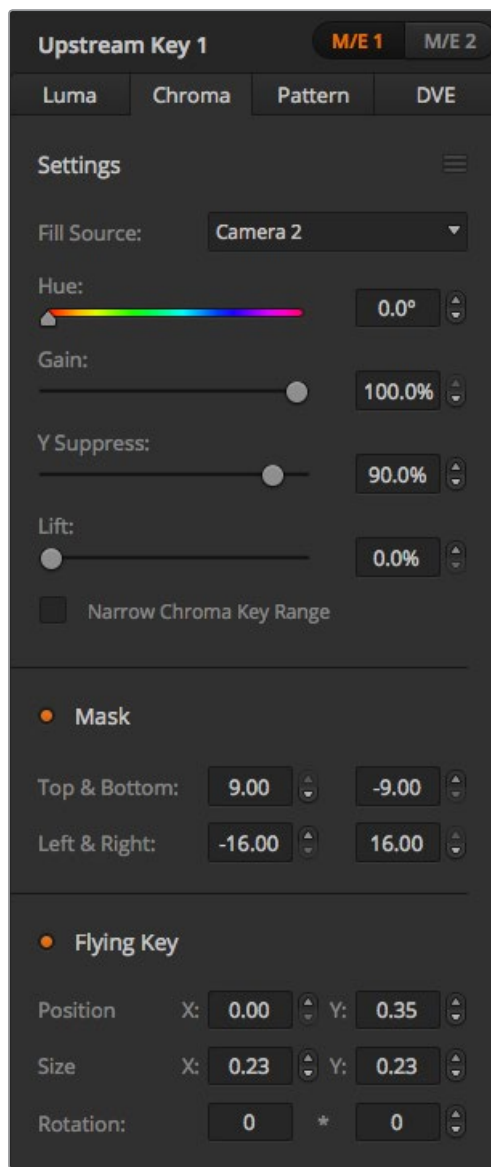 Upstream Key 1 M/E 1 M/E 2
Luma Chroma Pattern DVE
Settings
Fill Source: Camera 2
Hue:
0.0°
Gain:
100.0%
Y Suppress:
90.0%
Lift:
0.0%
Narrow Chroma Key Range
Mask
Top & Bottom: 9.00 -9.00
Left & Right: -16.00 16.00
Flying Key
Position X: 0.00 Y: 0.35
Size X: 0.23 Y: 0.23
Rotation: 0 * 0